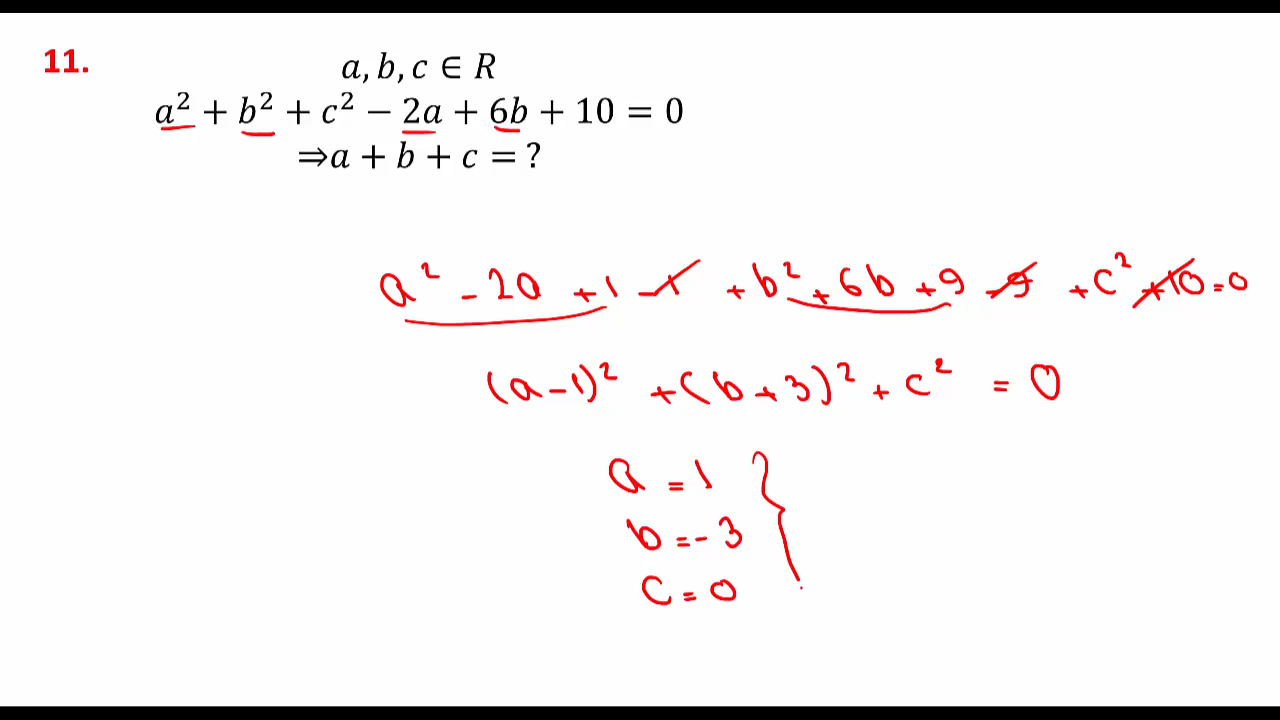 11.
a, b, c ∈ R
a² + b² + c² − 2a + 6b + 10 = 0
⇒a + b + c = ?
a² - 2a + 1 - 1 + b² + 6b + 9 - 9 + c² + 10 = 0
(a - 1)² + (b + 3)² + c² = 0
a = 1
b = - 3
c = 0